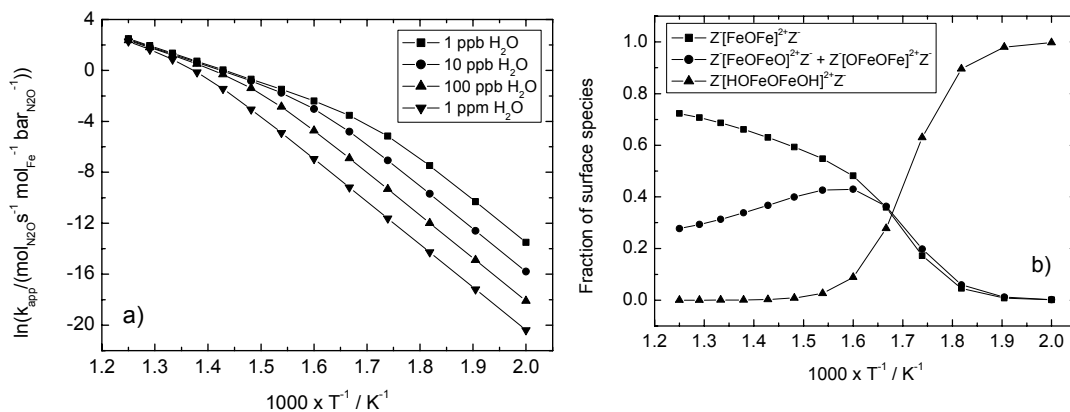 ln(k_app/(mol_N2O s⁻¹ mol_Fe⁻¹ bar_N2O⁻¹))
4
0
-4
-8
-12
-16
-20
1 ppb H₂O
10 ppb H₂O
100 ppb H₂O
1 ppm H₂O
a)
1.2 1.3 1.4 1.5 1.6 1.7 1.8 1.9 2.0
1000 x T⁻¹ / K⁻¹
Fraction of surface species
1.0
0.8
0.6
0.4
0.2
0.0
Z⁻[FeOFe]²⁺Z⁻
Z⁻[FeOFeO]²⁺Z⁻ + Z⁻[OFeOFe]²⁺Z⁻
Z⁻[HOFeOFeOH]²⁺Z⁻
b)
1.2 1.3 1.4 1.5 1.6 1.7 1.8 1.9 2.0
1000 x T⁻¹ / K⁻¹